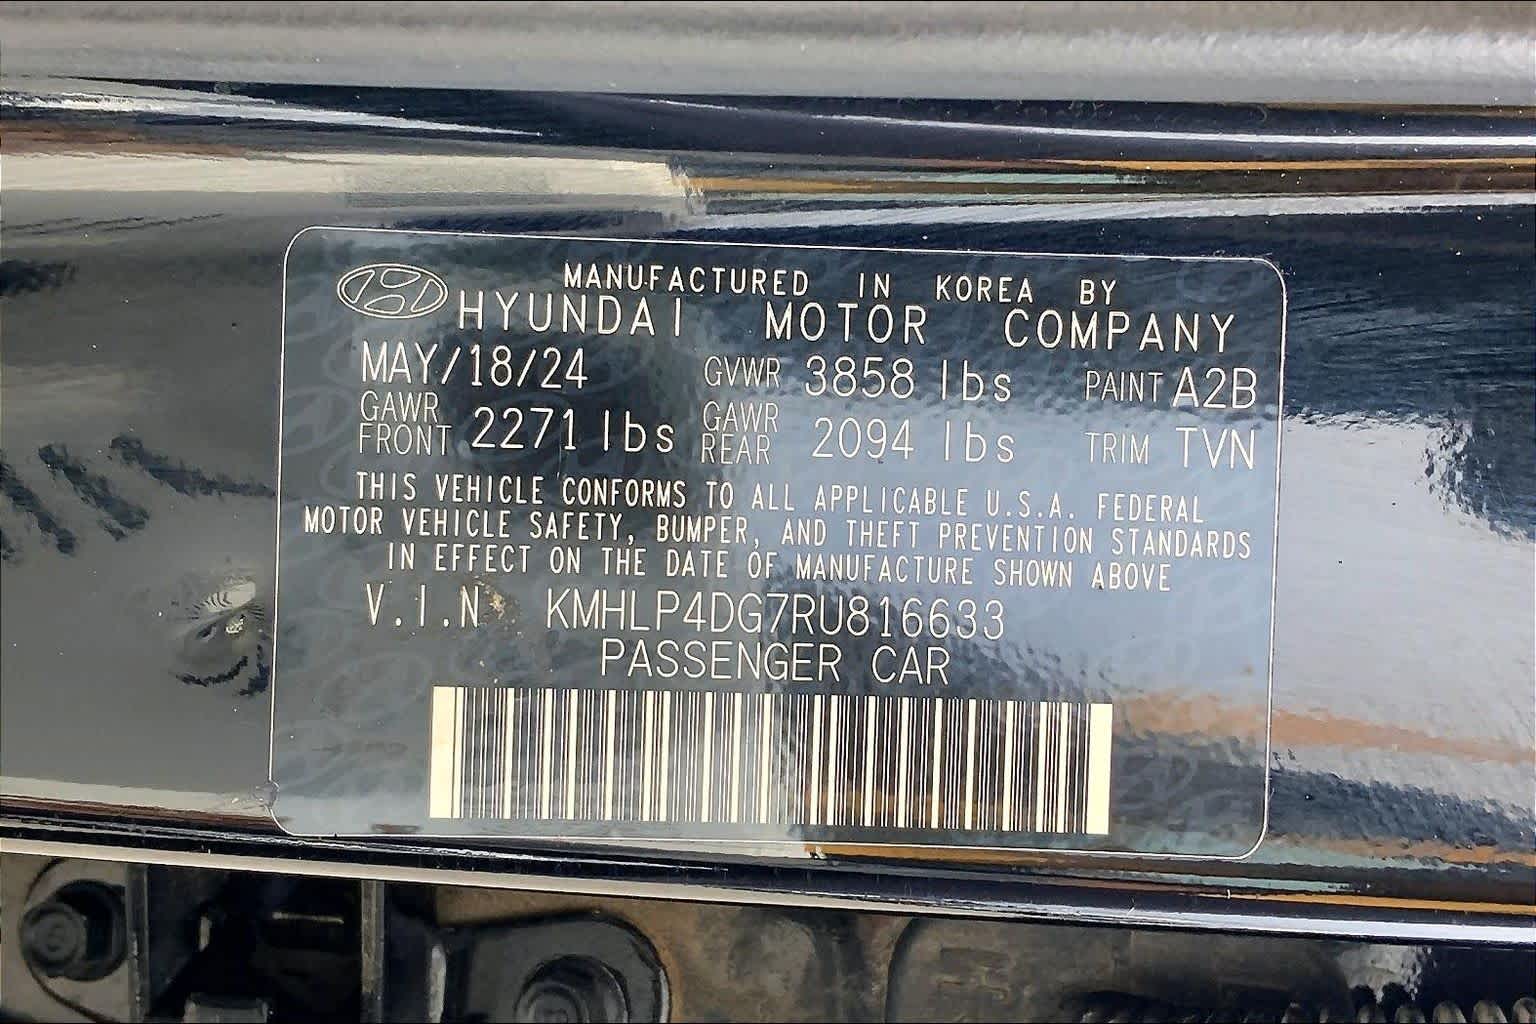 MANUFACTURED IN KOREA BY
HYUNDAI MOTOR COMPANY
MAY/18/24 GVWR 3858 lbs PAINT A2B
GAWR FRONT 2271 lbs GAWR REAR 2094 lbs TRIM TVN
THIS VEHICLE CONFORMS TO ALL APPLICABLE U.S.A. FEDERAL
MOTOR VEHICLE SAFETY, BUMPER, AND THEFT PREVENTION STANDARDS
IN EFFECT ON THE DATE OF MANUFACTURE SHOWN ABOVE
V.I.N KMHLP4DG7RU816633
PASSENGER CAR